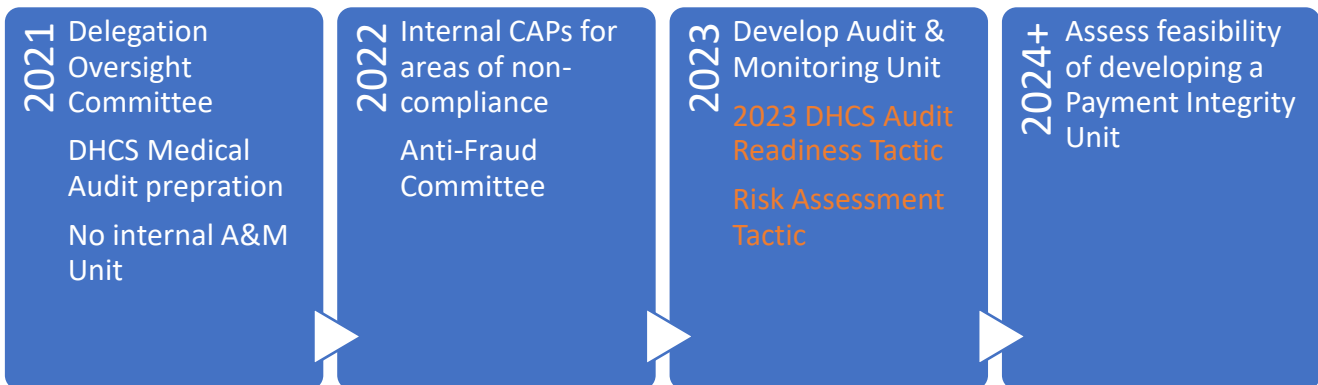 2021
Delegation
Oversight
Committee
DHCS Medical
Audit prepration
No internal A&M
Unit
2022
Internal CAPs for
areas of non-
compliance
Anti-Fraud
Committee
2023
Develop Audit &
Monitoring Unit
2023 DHCS Audit
Readiness Tactic
Risk Assessment
Tactic
2024+
Assess feasibility
of developing a
Payment Integrity
Unit